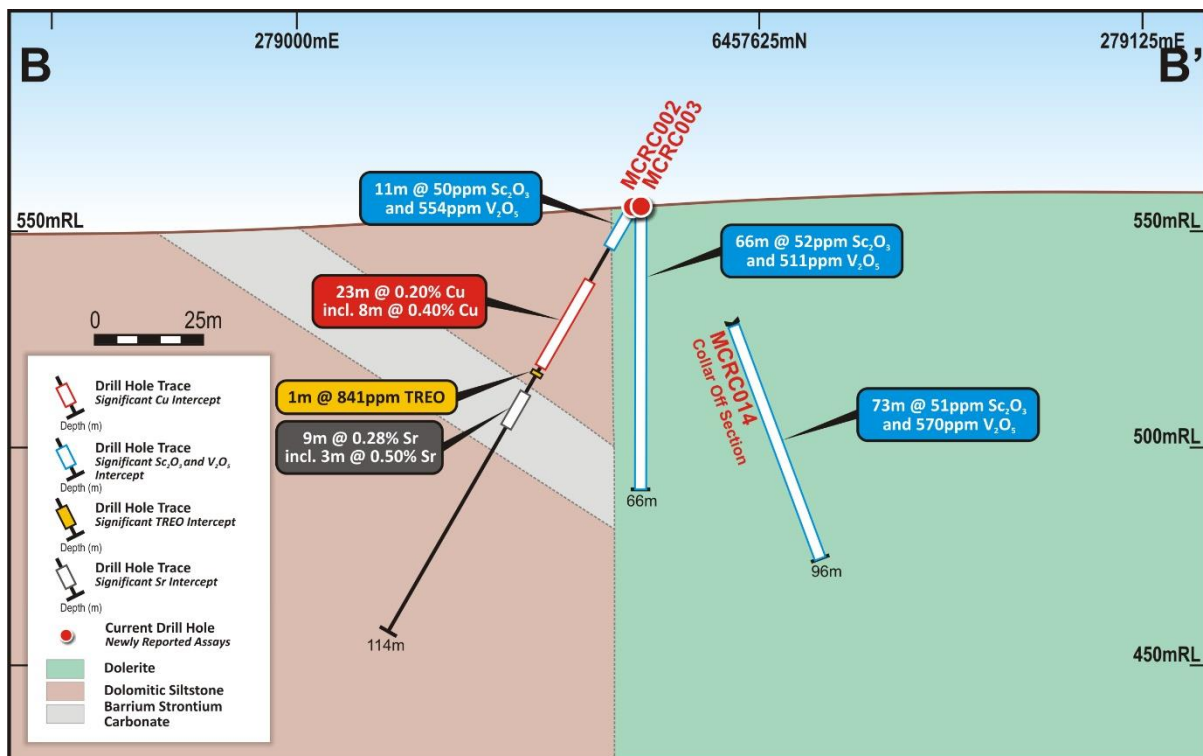 279000mE
6457625mN
279125mE
B
B’
MCRC002
MCRC003
11m @ 50ppm Sc₂O₃
and 554ppm V₂O₅
550mRL
550mRL
66m @ 52ppm Sc₂O₃
and 511ppm V₂O₅
23m @ 0.20% Cu
incl. 8m @ 0.40% Cu
0
25m
MCRC014
Collar Off Section
1m @ 841ppm TREO
73m @ 51ppm Sc₂O₃
and 570ppm V₂O₅
9m @ 0.28% Sr
incl. 3m @ 0.50% Sr
500mRL
66m
96m
114m
450mRL
Drill Hole Trace
Significant Cu Intercept
Depth (m)
Drill Hole Trace
Significant Sc₂O₃ and V₂O₅
Intercept
Depth (m)
Drill Hole Trace
Significant TREO Intercept
Depth (m)
Drill Hole Trace
Significant Sr Intercept
Depth (m)
Current Drill Hole
Newly Reported Assays
Dolerite
Dolomitic Siltstone
Barrium Strontium
Carbonate